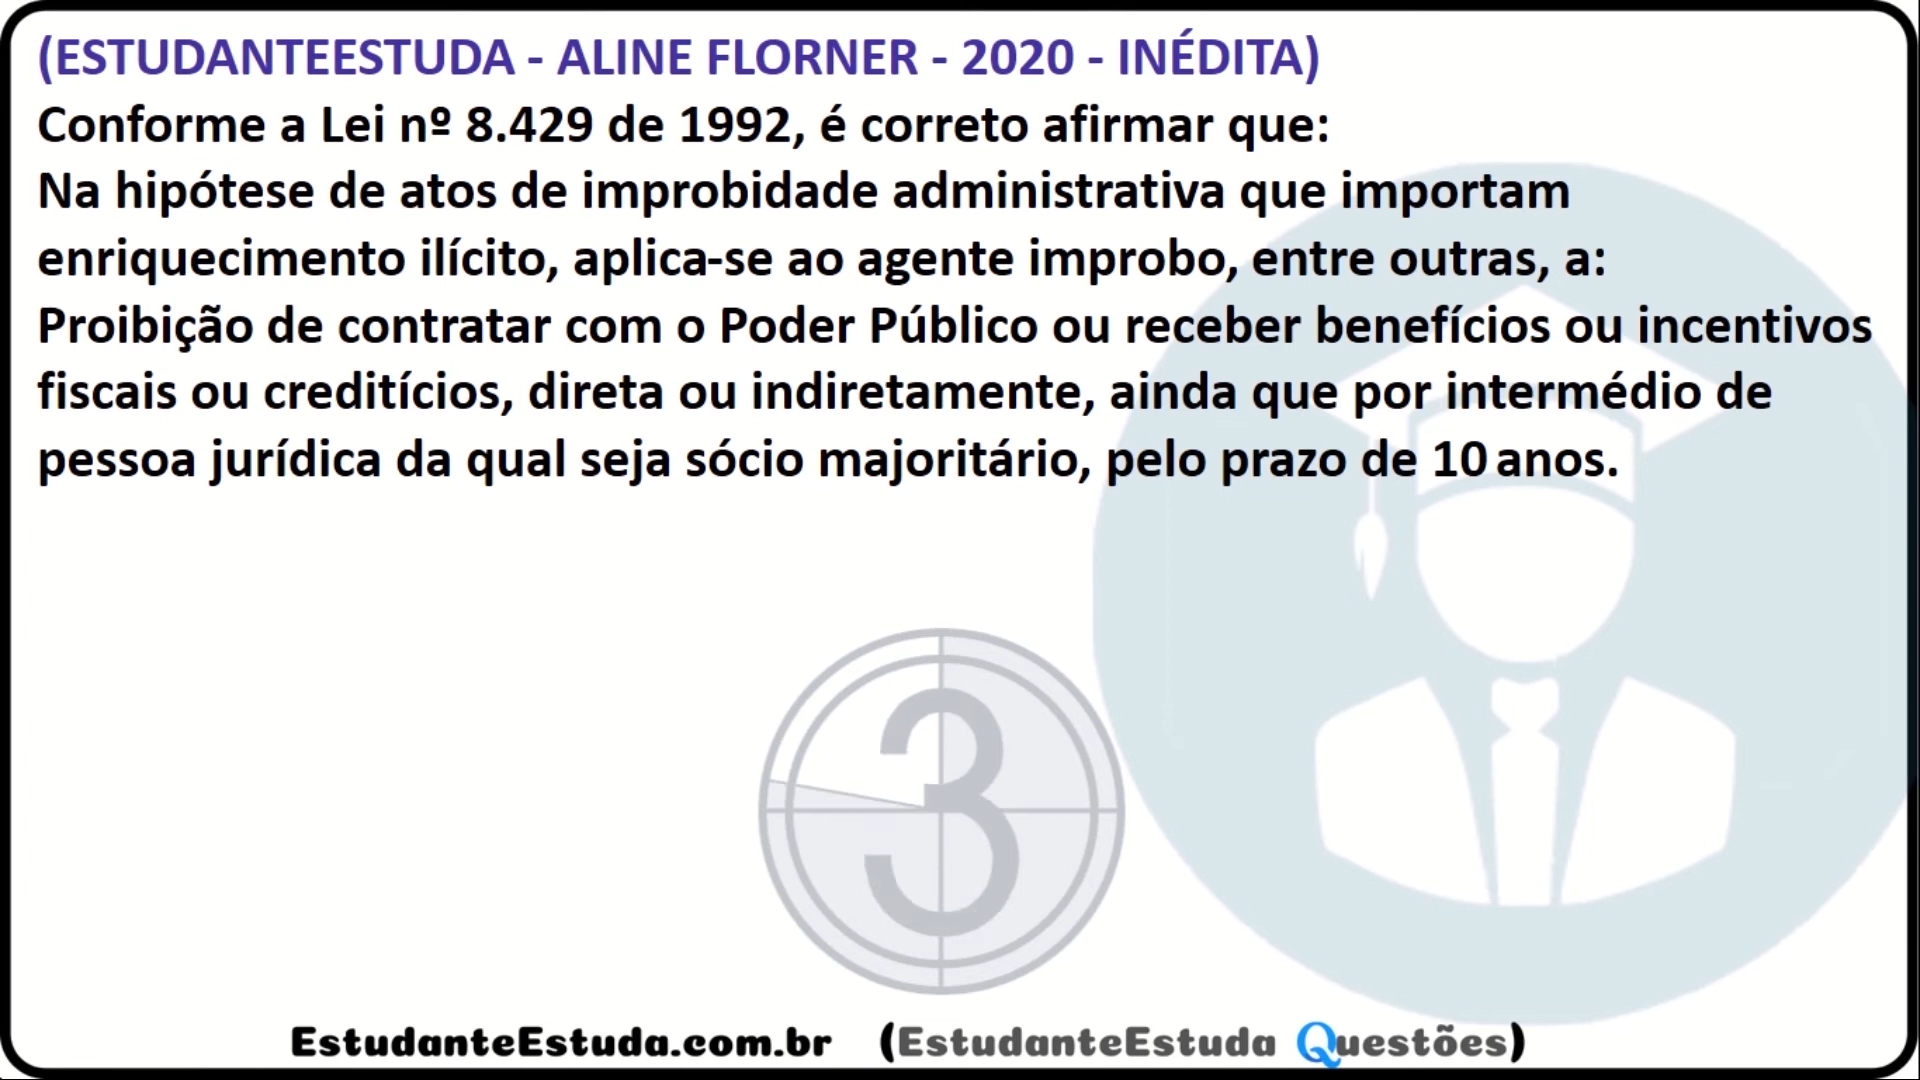 (ESTUDANTEESTUDA - ALINE FLORNER - 2020 - INÉDITA)
Conforme a Lei nº 8.429 de 1992, é correto afirmar que:
Na hipótese de atos de improbidade administrativa que importam
enriquecimento ilícito, aplica-se ao agente improbo, entre outras, a:
Proibição de contratar com o Poder Público ou receber benefícios ou incentivos
fiscais ou creditícios, direta ou indiretamente, ainda que por intermédio de
pessoa jurídica da qual seja sócio majoritário, pelo prazo de 10 anos.
3
EstudanteEstuda.com.br (EstudanteEstuda Questões)